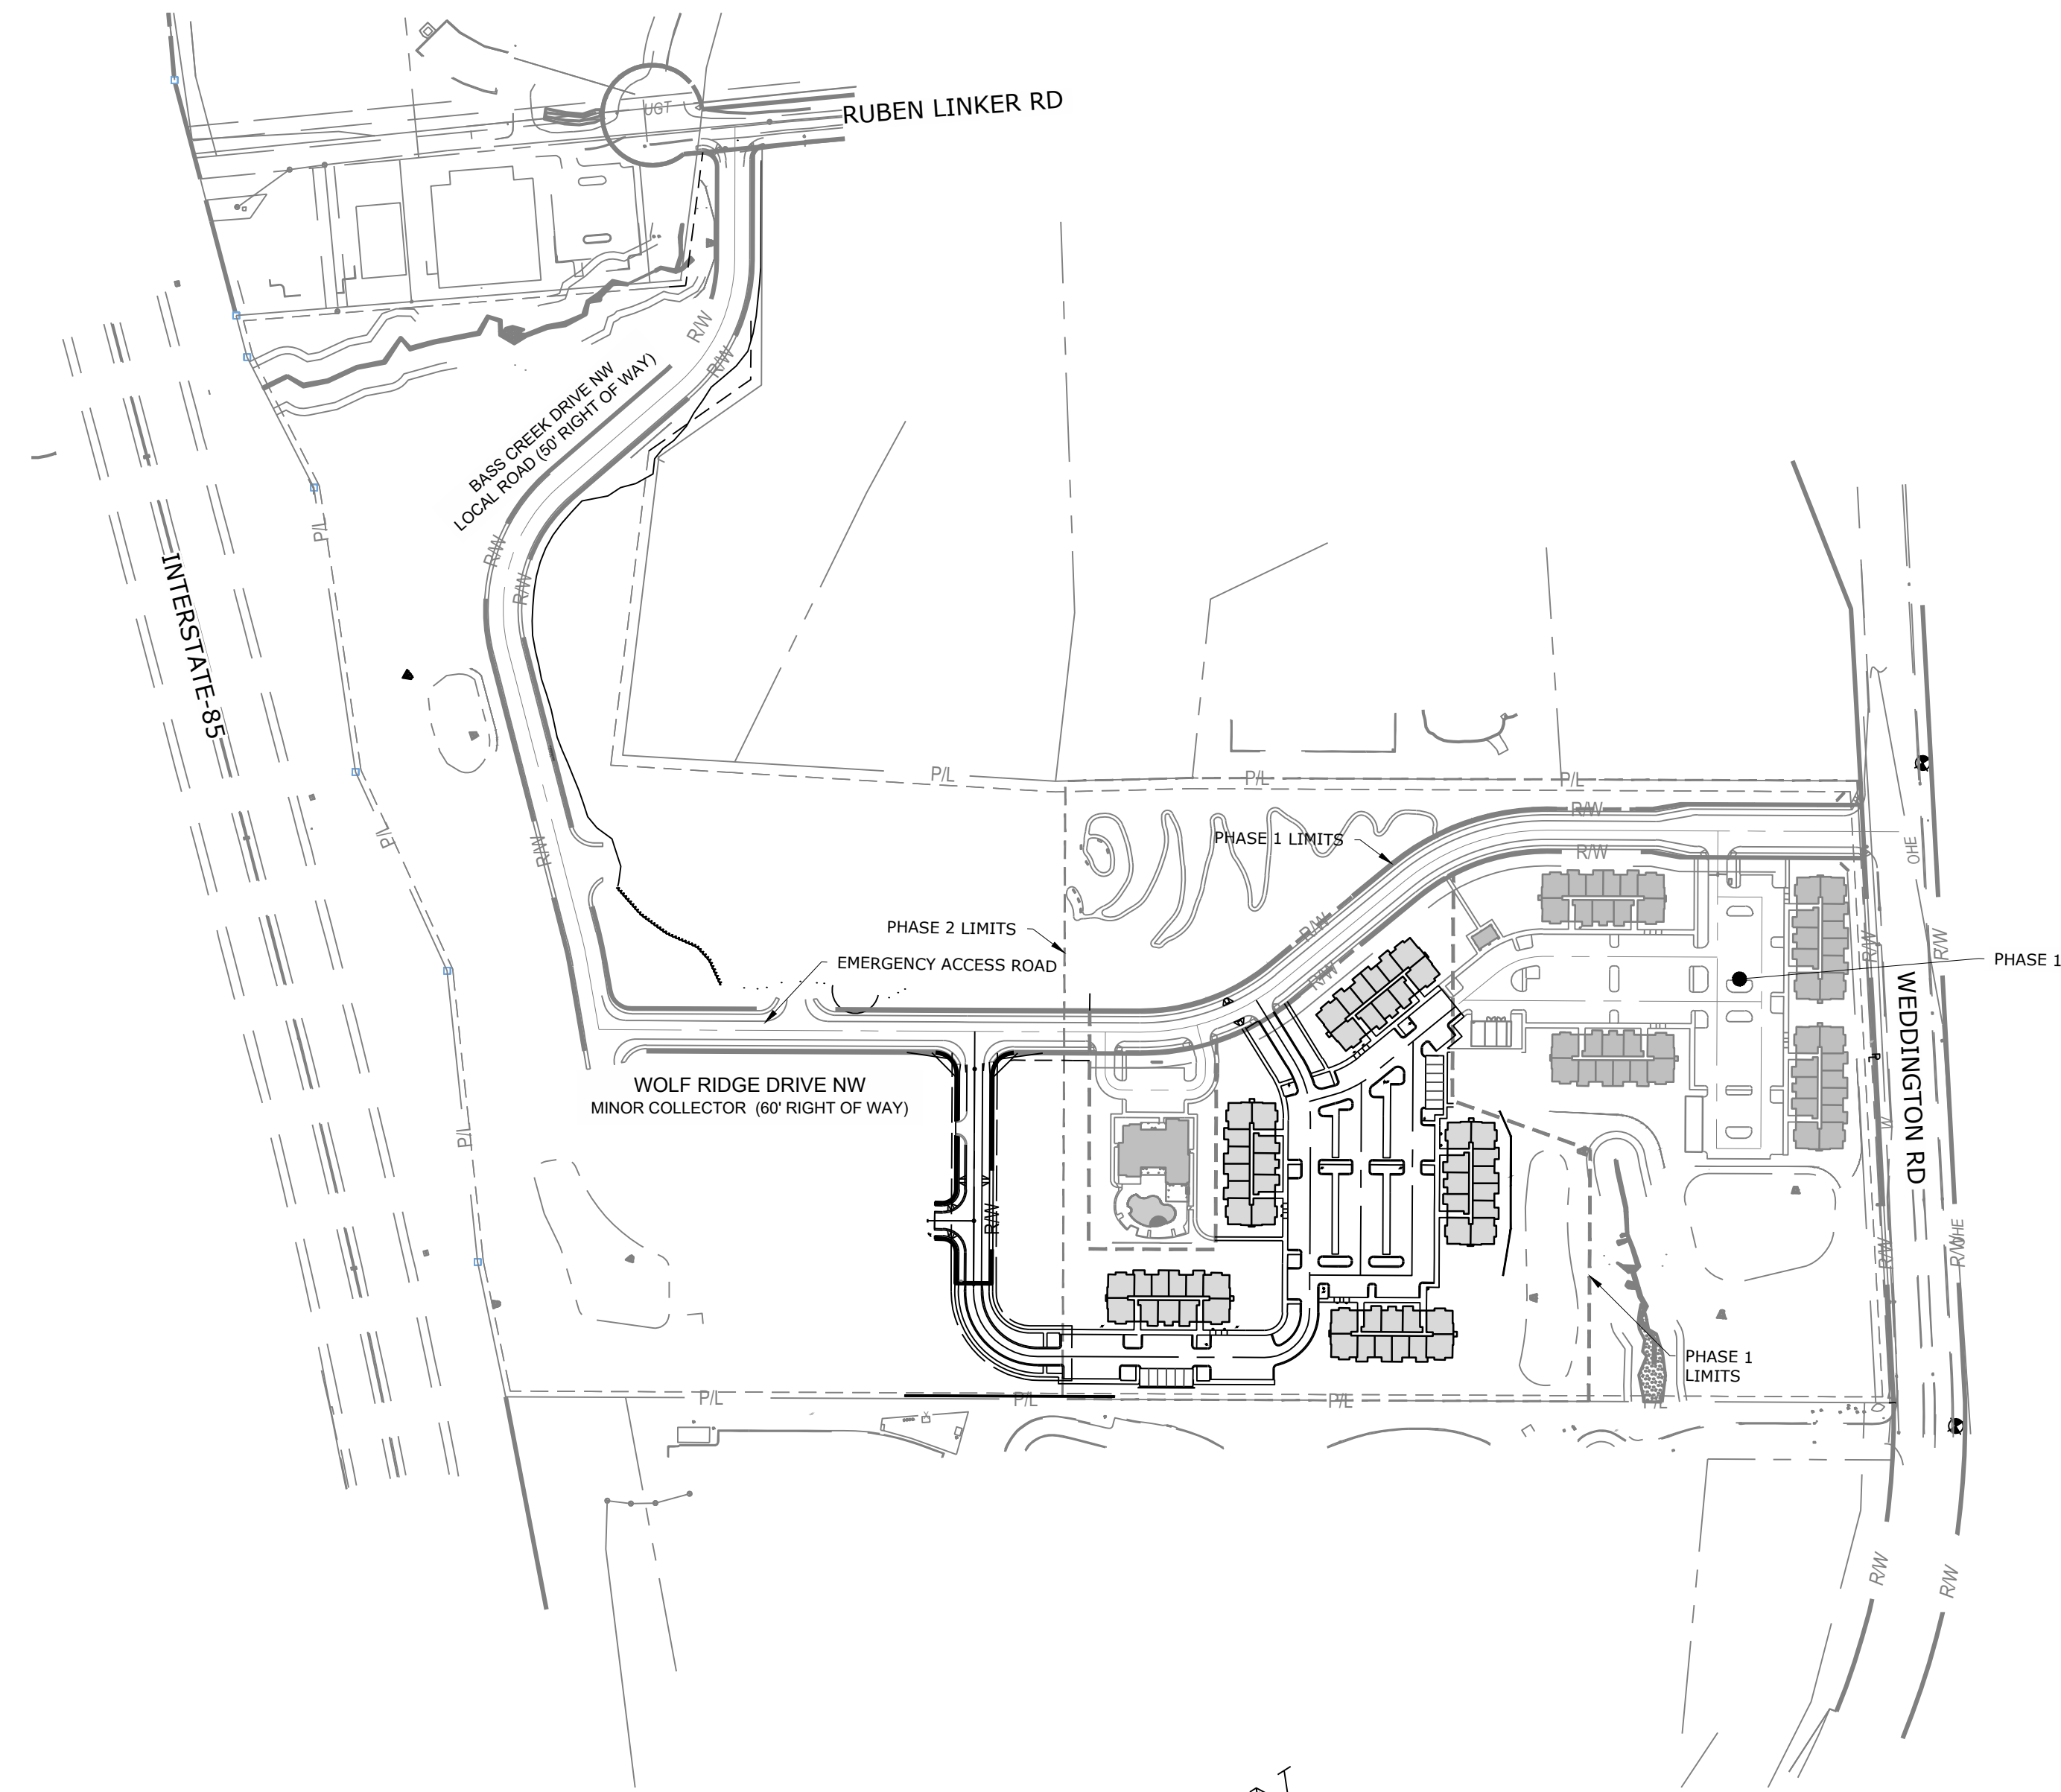 RUBEN LINKER RD
UGT
R/W
R/W
BASS CREEK DRIVE NW
LOCAL ROAD (50' RIGHT OF WAY)
P/L
R/W
R/W
INTERSTATE-85
P/L
P/L
P/L
R/W
PHASE 1 LIMITS
R/W
P/L
R/W
OHE
R/W
PHASE 2 LIMITS
R/W
R/W
R/W
EMERGENCY ACCESS ROAD
PHASE 1
R/W
WEDDINGTON RD
WOLF RIDGE DRIVE NW
MINOR COLLECTOR (60' RIGHT OF WAY)
P/L
R/W
R/W
OHE
R/W
PHASE 1
LIMITS
P/L
P/L
P/L
P/L
R/W
R/W